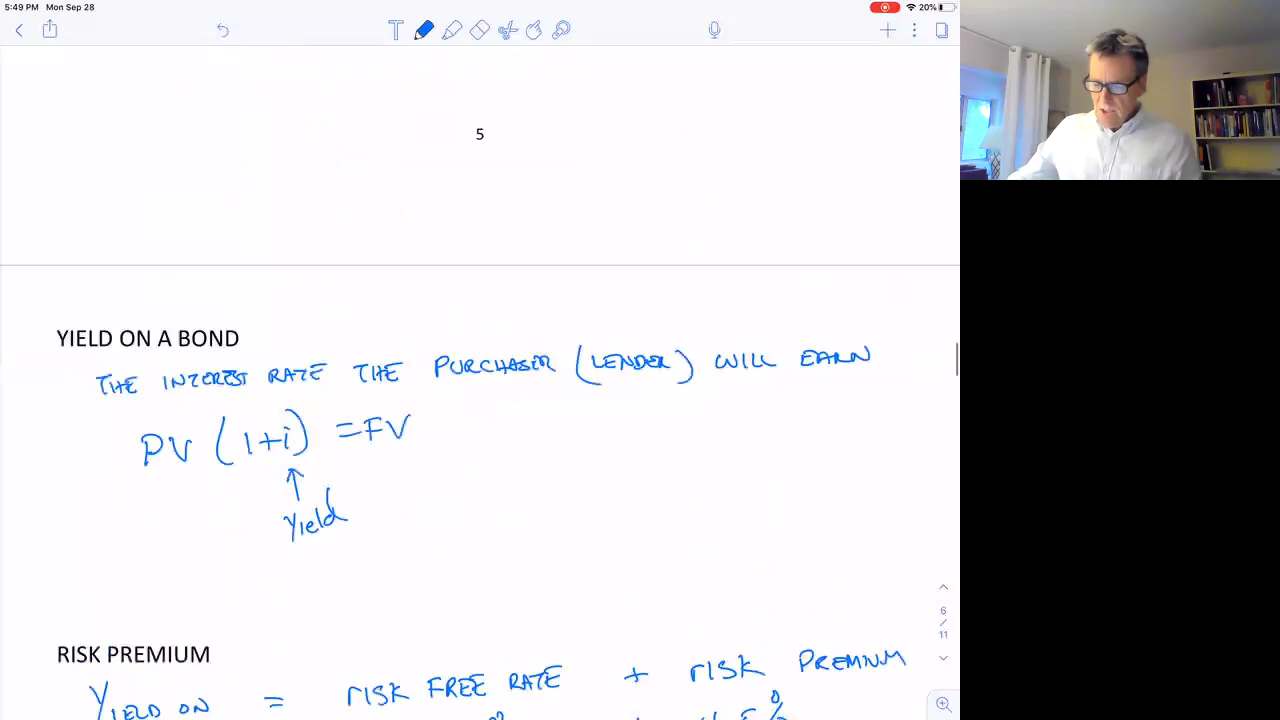 5:49 PM Mon Sep 28
20%
5
YIELD ON A BOND
THE INTEREST RATE THE PURCHASER (LENDER) WILL EARN
PV (1+i) =FV
↑
Yield
6
/
11
RISK PREMIUM
YIELD ON = RISK FREE RATE + RISK PREMIUM